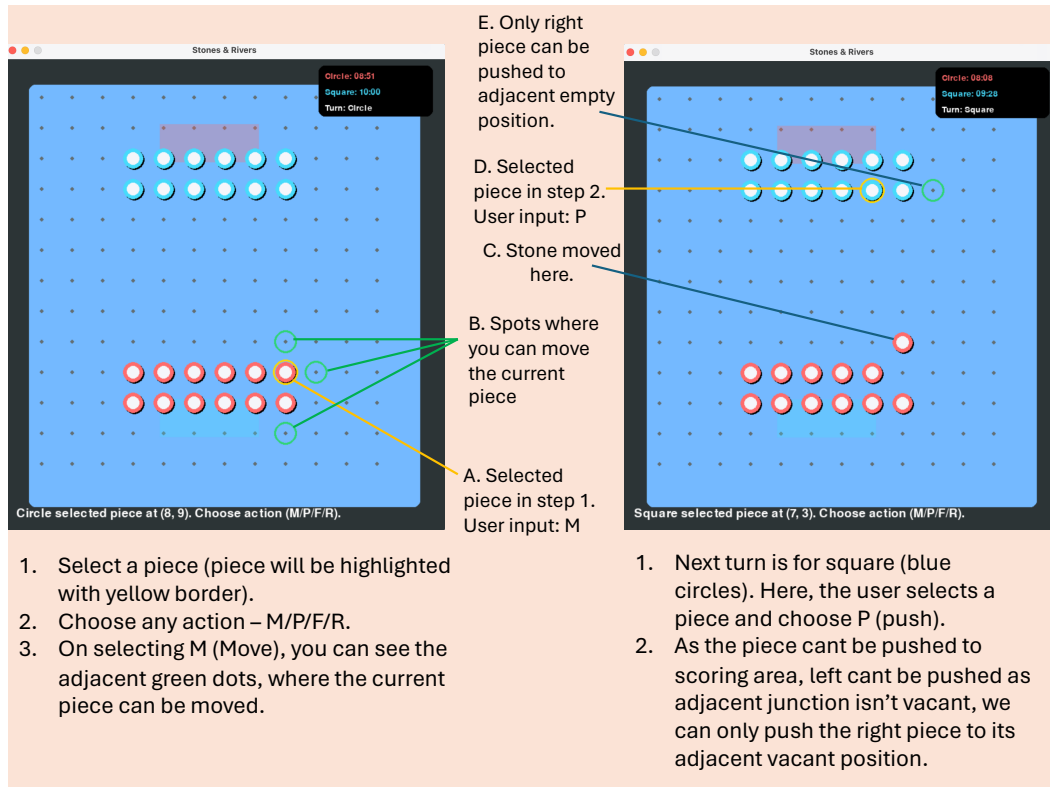 E. Only right
piece can be
pushed to
adjacent empty
position.
Stones & Rivers
Circle: 08:51
Square: 10:00
Turn: Circle
Stones & Rivers
Circle: 08:08
Square: 09:28
Turn: Square
D. Selected
piece in step 2.
User input: P
C. Stone moved
here.
B. Spots where
you can move
the current
piece
A. Selected
piece in step 1.
User input: M
Circle selected piece at (8, 9). Choose action (M/P/F/R).
Square selected piece at (7, 3). Choose action (M/P/F/R).
1. Select a piece (piece will be highlighted
with yellow border).
2. Choose any action – M/P/F/R.
3. On selecting M (Move), you can see the
adjacent green dots, where the current
piece can be moved.
1. Next turn is for square (blue
circles). Here, the user selects a
piece and choose P (push).
2. As the piece cant be pushed to
scoring area, left cant be pushed as
adjacent junction isn’t vacant, we
can only push the right piece to its
adjacent vacant position.